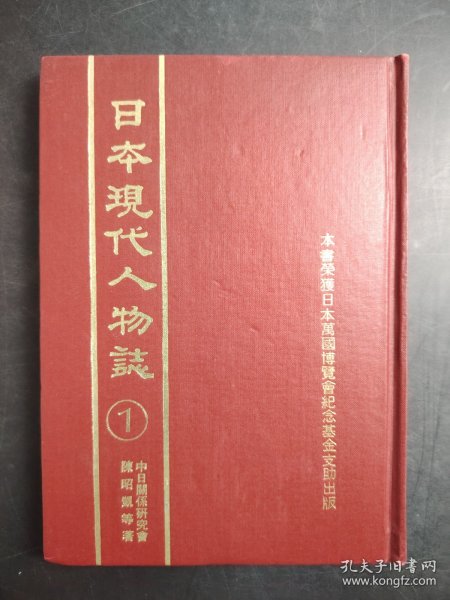 本書榮獲日本萬國博覽會紀念基金支助出版
日本現代人物誌
1
中日關係研究會
陳昭凱等著
孔夫子旧书网
www.kongfz.com